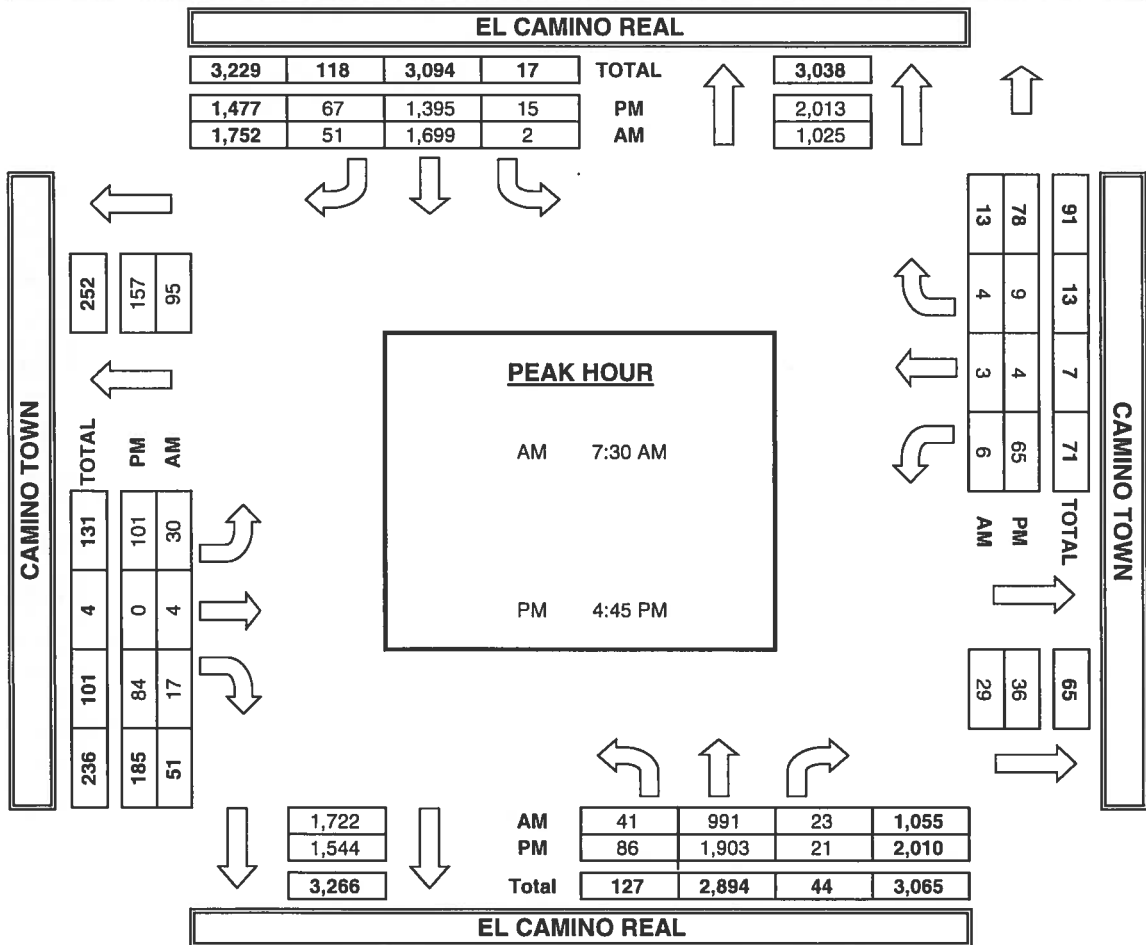 EL CAMINO REAL
3,229 118 3,094 17 TOTAL 3,038
1,477 67 1,395 15 PM 2,013
1,752 51 1,699 2 AM 1,025
CAMINO TOWN
252
157
95
TOTAL PM AM
131 101 30
4 0 4
101 84 17
236 185 51
PEAK HOUR
AM 7:30 AM
PM 4:45 PM
13 78 91
4 9 13
3 4 7
6 65 71
AM PM TOTAL
29 36 65
CAMINO TOWN
1,722 AM 41 991 23 1,055
1,544 PM 86 1,903 21 2,010
3,266 Total 127 2,894 44 3,065
EL CAMINO REAL